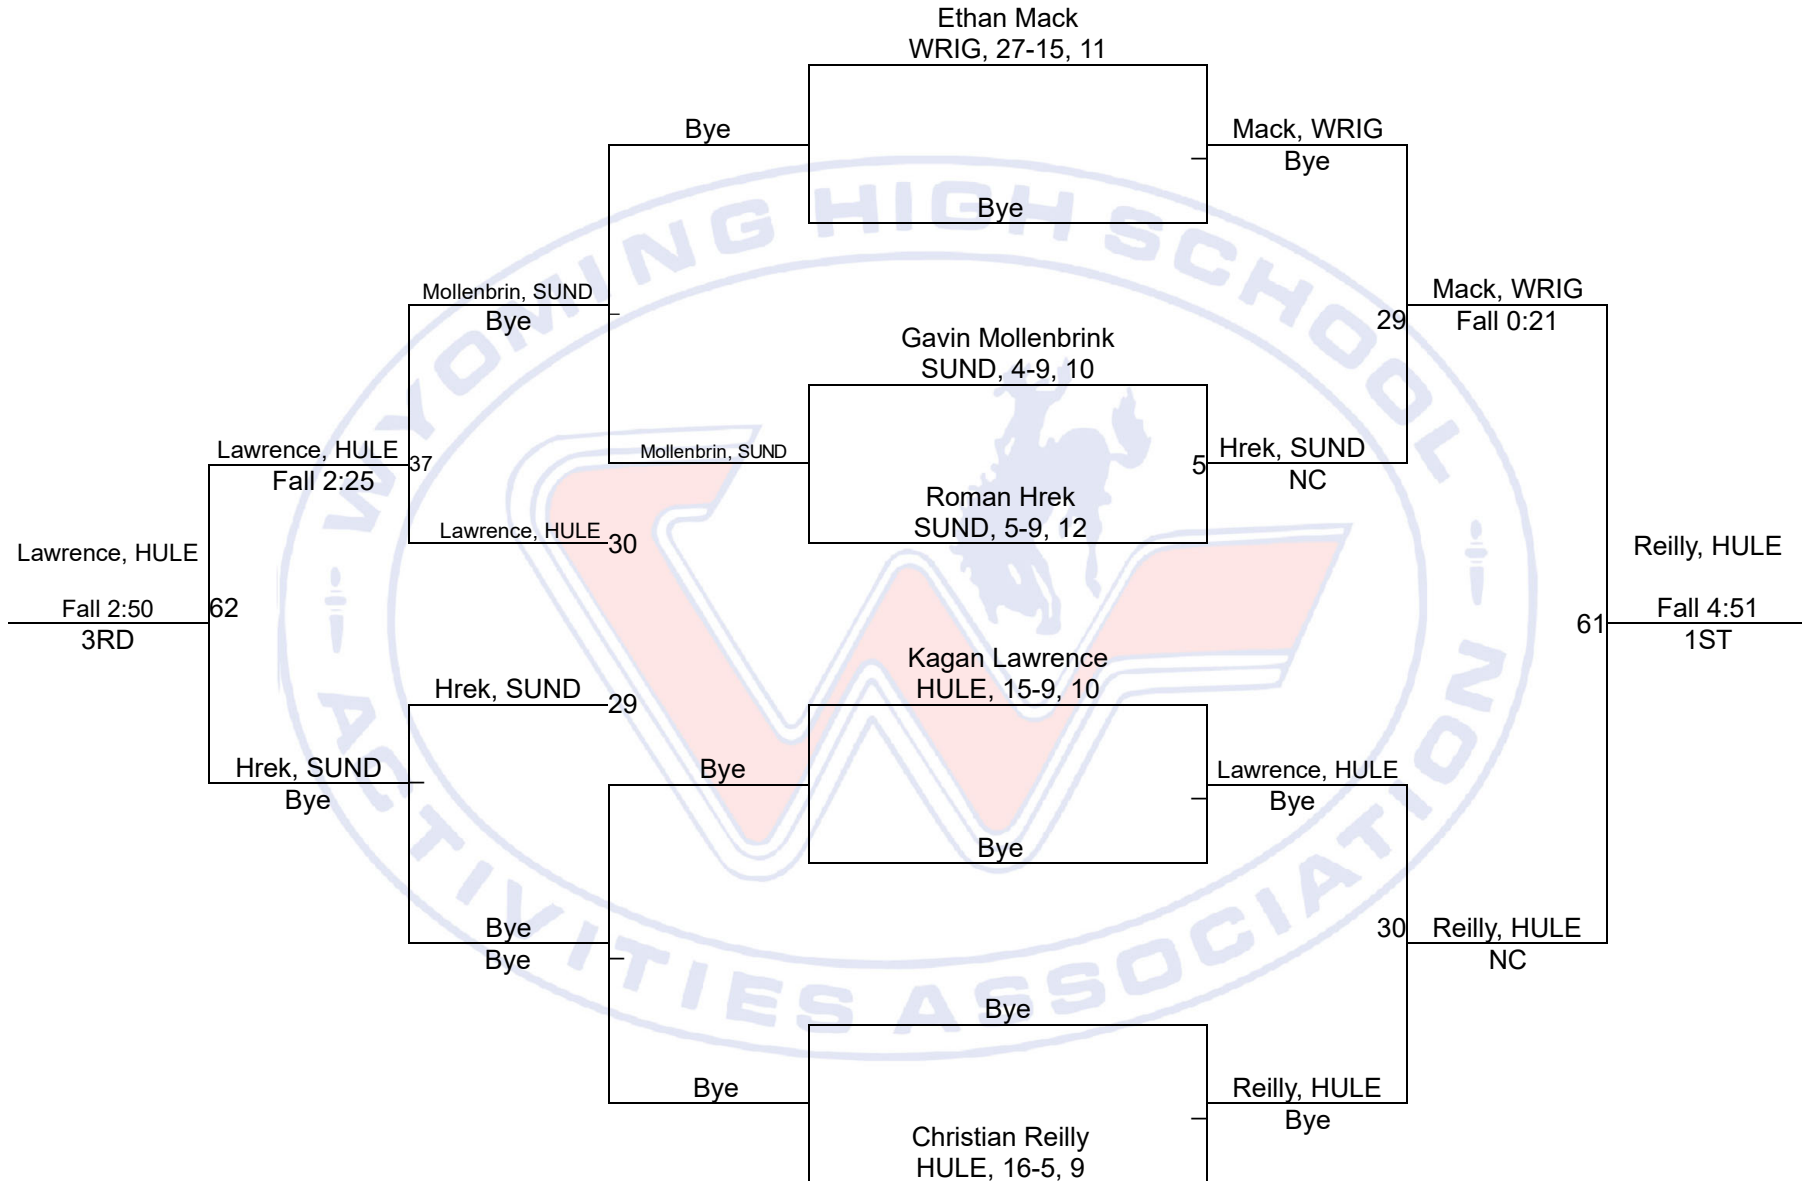 Ethan Mack
WRIG, 27-15, 11
Bye
Mack, WRIG
Bye
Bye
Mollenbrin, SUND
Bye
Mack, WRIG
29
Fall 0:21
Gavin Mollenbrink
SUND, 4-9, 10
Lawrence, HULE
37
Fall 2:25
Mollenbrin, SUND
5
Hrek, SUND
NC
Roman Hrek
SUND, 5-9, 12
Lawrence, HULE
30
Lawrence, HULE
Reilly, HULE
Fall 2:50
62
3RD
61
Fall 4:51
1ST
Kagan Lawrence
HULE, 15-9, 10
Hrek, SUND
29
Hrek, SUND
Bye
Bye
Lawrence, HULE
Bye
Bye
Bye
Bye
30
Reilly, HULE
NC
Bye
Bye
Reilly, HULE
Bye
Christian Reilly
HULE, 16-5, 9
WYOMING HIGH SCHOOL
ACTIVITIES ASSOCIATION
W